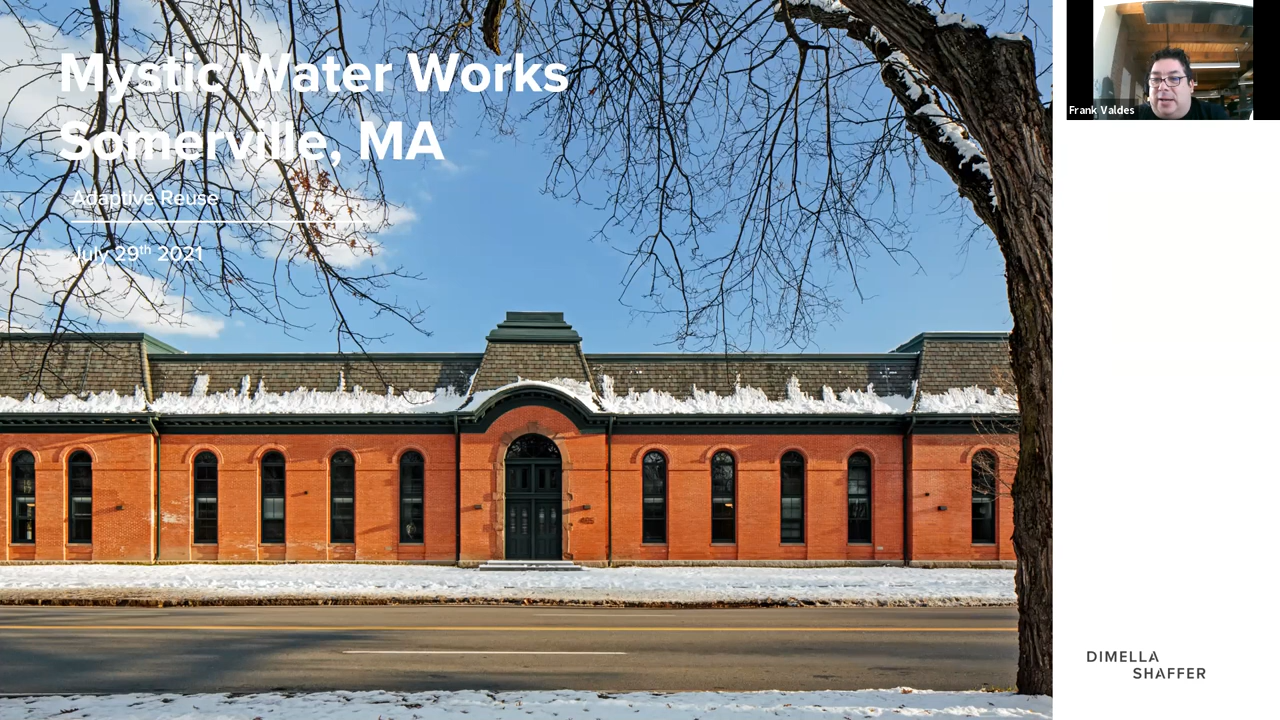 Mystic Water Works
Somerville, MA
Adaptive Reuse
July 29th 2021
Frank Valdes
DIMELLA
SHAFFER